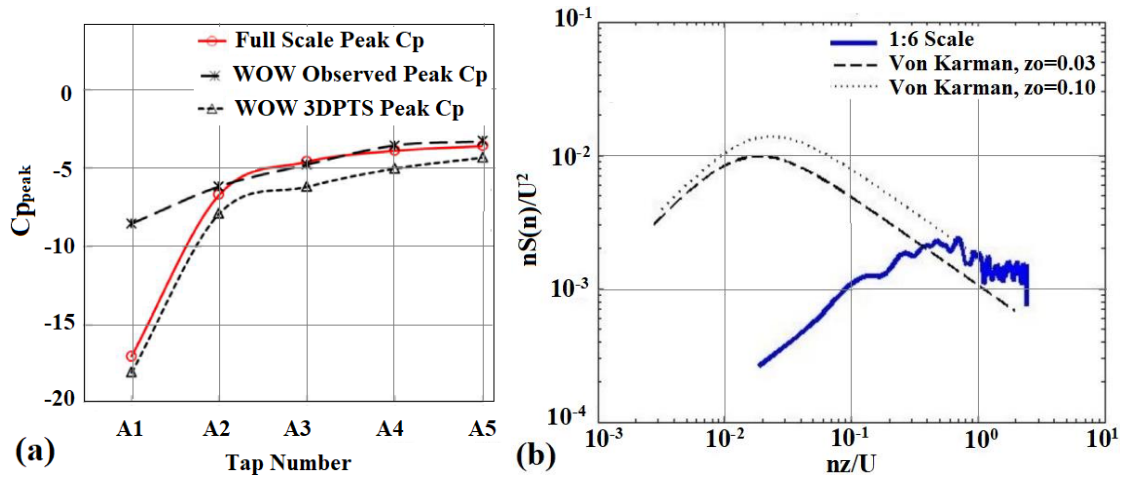 Full Scale Peak Cp
WOW Observed Peak Cp
WOW 3DPTS Peak Cp
0
-5
-10
-15
-20
Cppeak
A1 A2 A3 A4 A5
Tap Number
(a)
1:6 Scale
Von Karman, zo=0.03
Von Karman, zo=0.10
10-1
10-2
10-3
10-4
nS(n)/U2
10-3 10-2 10-1 100 101
nz/U
(b)